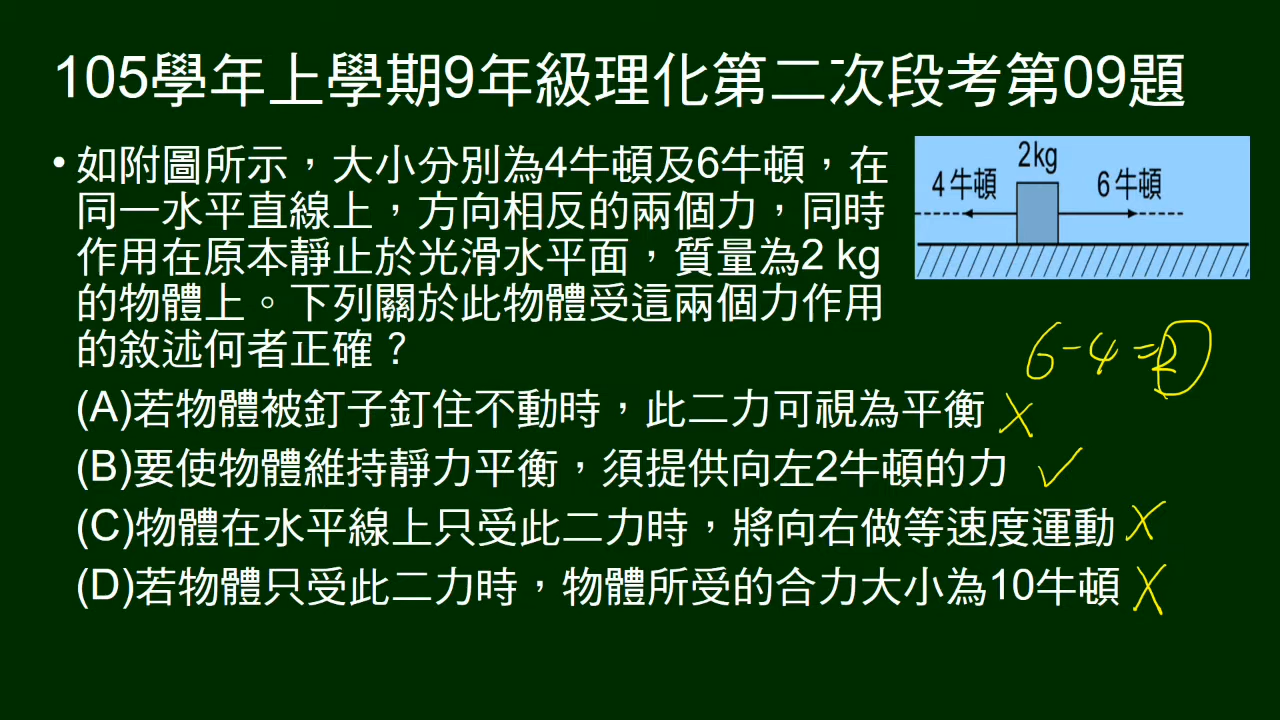 105學年上學期9年級理化第二次段考第09題
• 如附圖所示，大小分別為4牛頓及6牛頓，在
同一水平直線上，方向相反的兩個力，同時
作用在原本靜止於光滑水平面，質量為2 kg
的物體上。下列關於此物體受這兩個力作用
的敘述何者正確？
(A)若物體被釘子釘住不動時，此二力可視為平衡
(B)要使物體維持靜力平衡，須提供向左2牛頓的力
(C)物體在水平線上只受此二力時，將向右做等速度運動
(D)若物體只受此二力時，物體所受的合力大小為10牛頓
2kg
4 牛頓
6 牛頓
6-4=2